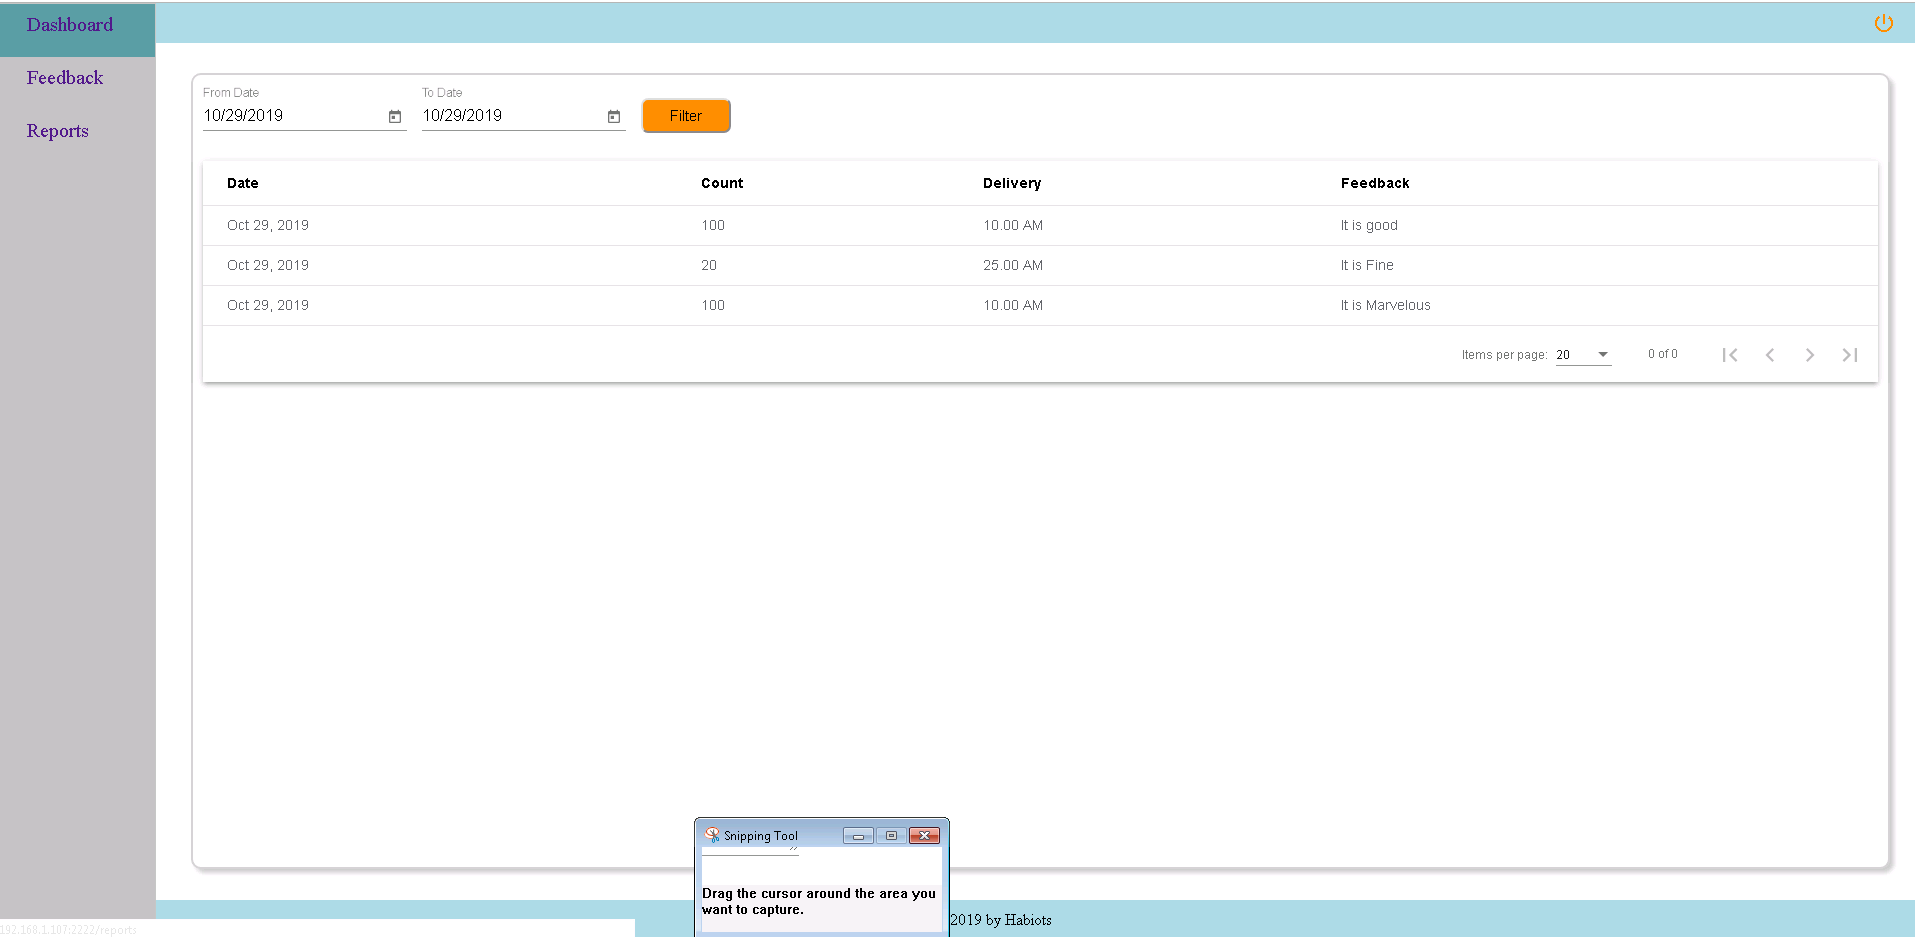 Dashboard
Feedback
Reports
From Date
To Date
10/29/2019
10/29/2019
Filter
Date Count Delivery Feedback
Oct 29, 2019 100 10.00 AM It is good
Oct 29, 2019 20 25.00 AM It is Fine
Oct 29, 2019 100 10.00 AM It is Marvelous
Items per page: 20 0 of 0
Snipping Tool
Drag the cursor around the area you
want to capture.
2019 by Habiots
192.168.1.107:2222/reports